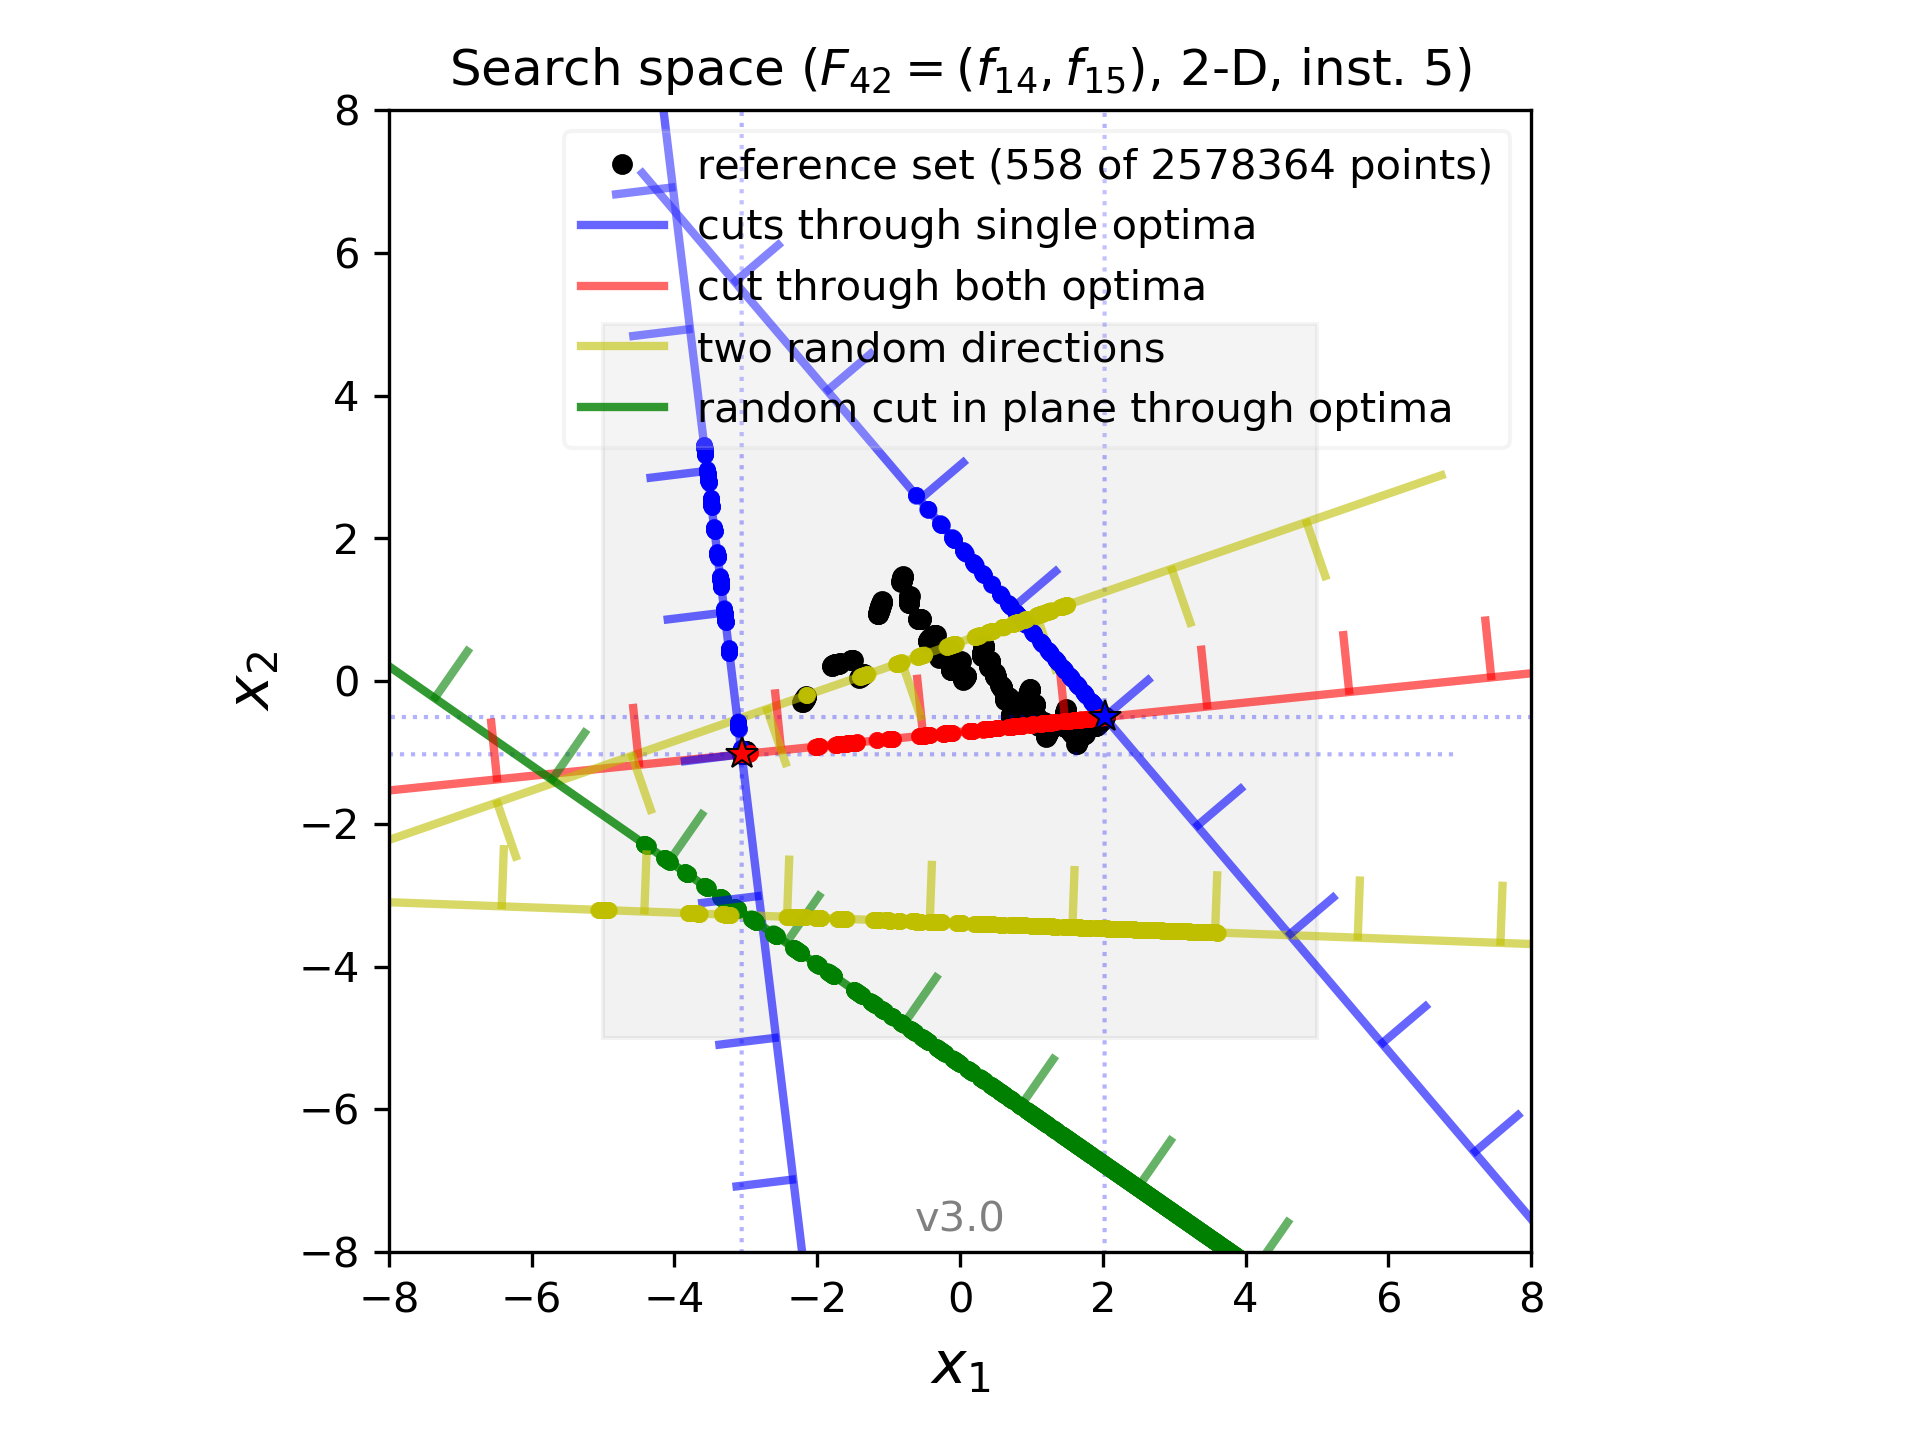 Search space (F₄₂ = (f₁₄, f₁₅), 2-D, inst. 5)
8
6
4
2
0
−2
−4
−6
−8
x₂
reference set (558 of 2578364 points)
cuts through single optima
cut through both optima
two random directions
random cut in plane through optima
v3.0
−8 −6 −4 −2 0 2 4 6 8
x₁